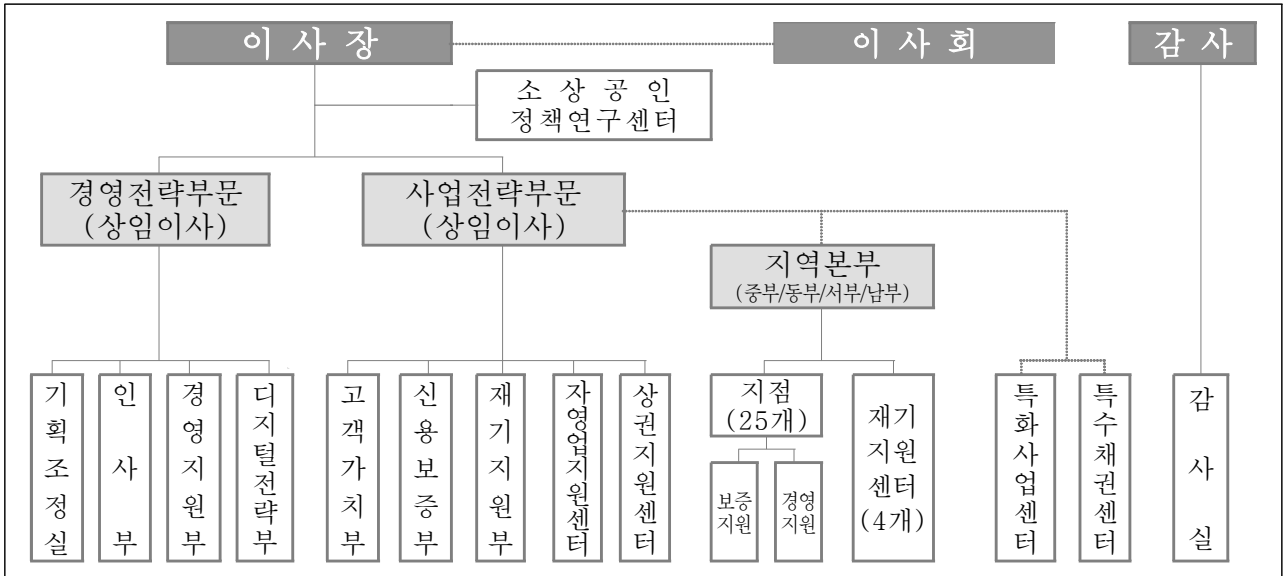 이 사 장
이 사 회
감 사
소 상 공 인
정책연구센터
경영전략부문
(상임이사)
사업전략부문
(상임이사)
지역본부
(중부/동부/서부/남부)
기획조정실
인사부
경영지원부
디지털전략부
고객가치부
신용보증부
재기지원부
자영업지원센터
상권지원센터
지점
(25개)
보증
지원
경영
지원
재기
지원
센터
(4개)
특화사업센터
특수채권센터
감사실